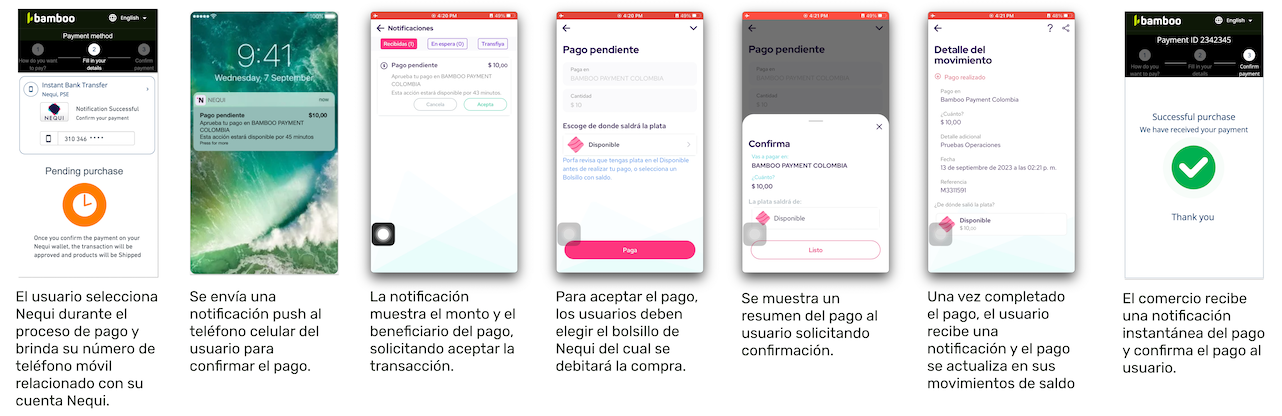 bamboo
English
Payment method
1
2
3
How do you want to pay?
Fill in your details
Confirm payment
Instant Bank Transfer
Nequi, PSE
NEQUI
Notification Successful
Confirm your payment
310 346 ****
Pending purchase
Once you confirm the payment on your
Nequi wallet, the transaction will be
approved and products will be Shipped
El usuario selecciona
Nequi durante el
proceso de pago y
brinda su número de
teléfono móvil
relacionado con su
cuenta Nequi.
100%
9:41
Wednesday, 7 September
N NEQUI
now
Pago pendiente
$10,00
Aprueba tu pago en BAMBOO PAYMENT
COLOMBIA
Esta acción estará disponible por 45 minutos
Press for more
Se envía una
notificación push al
teléfono celular del
usuario para
confirmar el pago.
4:20 PM
49%
Notificaciones
Recibidas (1)
En espera (0)
Transfiya
Pago pendiente
$ 10,00
Aprueba tu pago en BAMBOO PAYMENT
COLOMBIA
Esta acción estará disponible por 43 minutos.
Cancela
Acepta
La notificación
muestra el monto y el
beneficiario del pago,
solicitando aceptar la
transacción.
4:20 PM
49%
Pago pendiente
Paga en
BAMBOO PAYMENT COLOMBIA
Cantidad
$ 10
Escoge de donde saldrá la plata
Disponible
Porfa revisa que tengas plata en el Disponible
antes de realizar tu pago, o selecciona un
Bolsillo con saldo.
Paga
Para aceptar el pago,
los usuarios deben
elegir el bolsillo de
Nequi del cual se
debitará la compra.
4:21 PM
49%
Pago pendiente
Paga en
BAMBOO PAYMENT COLOMBIA
Cantidad
$ 10
Confirma
Vas a pagar en
BAMBOO PAYMENT COLOMBIA
¿Cuánto?
$ 10,00
La plata saldrá de:
Disponible
Listo
Se muestra un
resumen del pago al
usuario solicitando
confirmación.
4:21 PM
48%
Detalle del
movimiento
Pago realizado
Pago en
Bamboo Payment Colombia
¿Cuánto?
$ 10,00
Detalle adicional
Pruebas Operaciones
Fecha
13 de septiembre de 2023 a las 02:21 p. m.
Referencia
M3311591
¿De dónde salió la plata?
Disponible
$ 10,00
Una vez completado
el pago, el usuario
recibe una
notificación y el pago
se actualiza en sus
movimientos de saldo
bamboo
English
Payment ID 2342345
1
2
3
How do you want to pay?
Fill in your details
Confirm payment
Successful purchase
We have received your payment
Thank you
El comercio recibe
una notificación
instantánea del pago
y confirma el pago al
usuario.